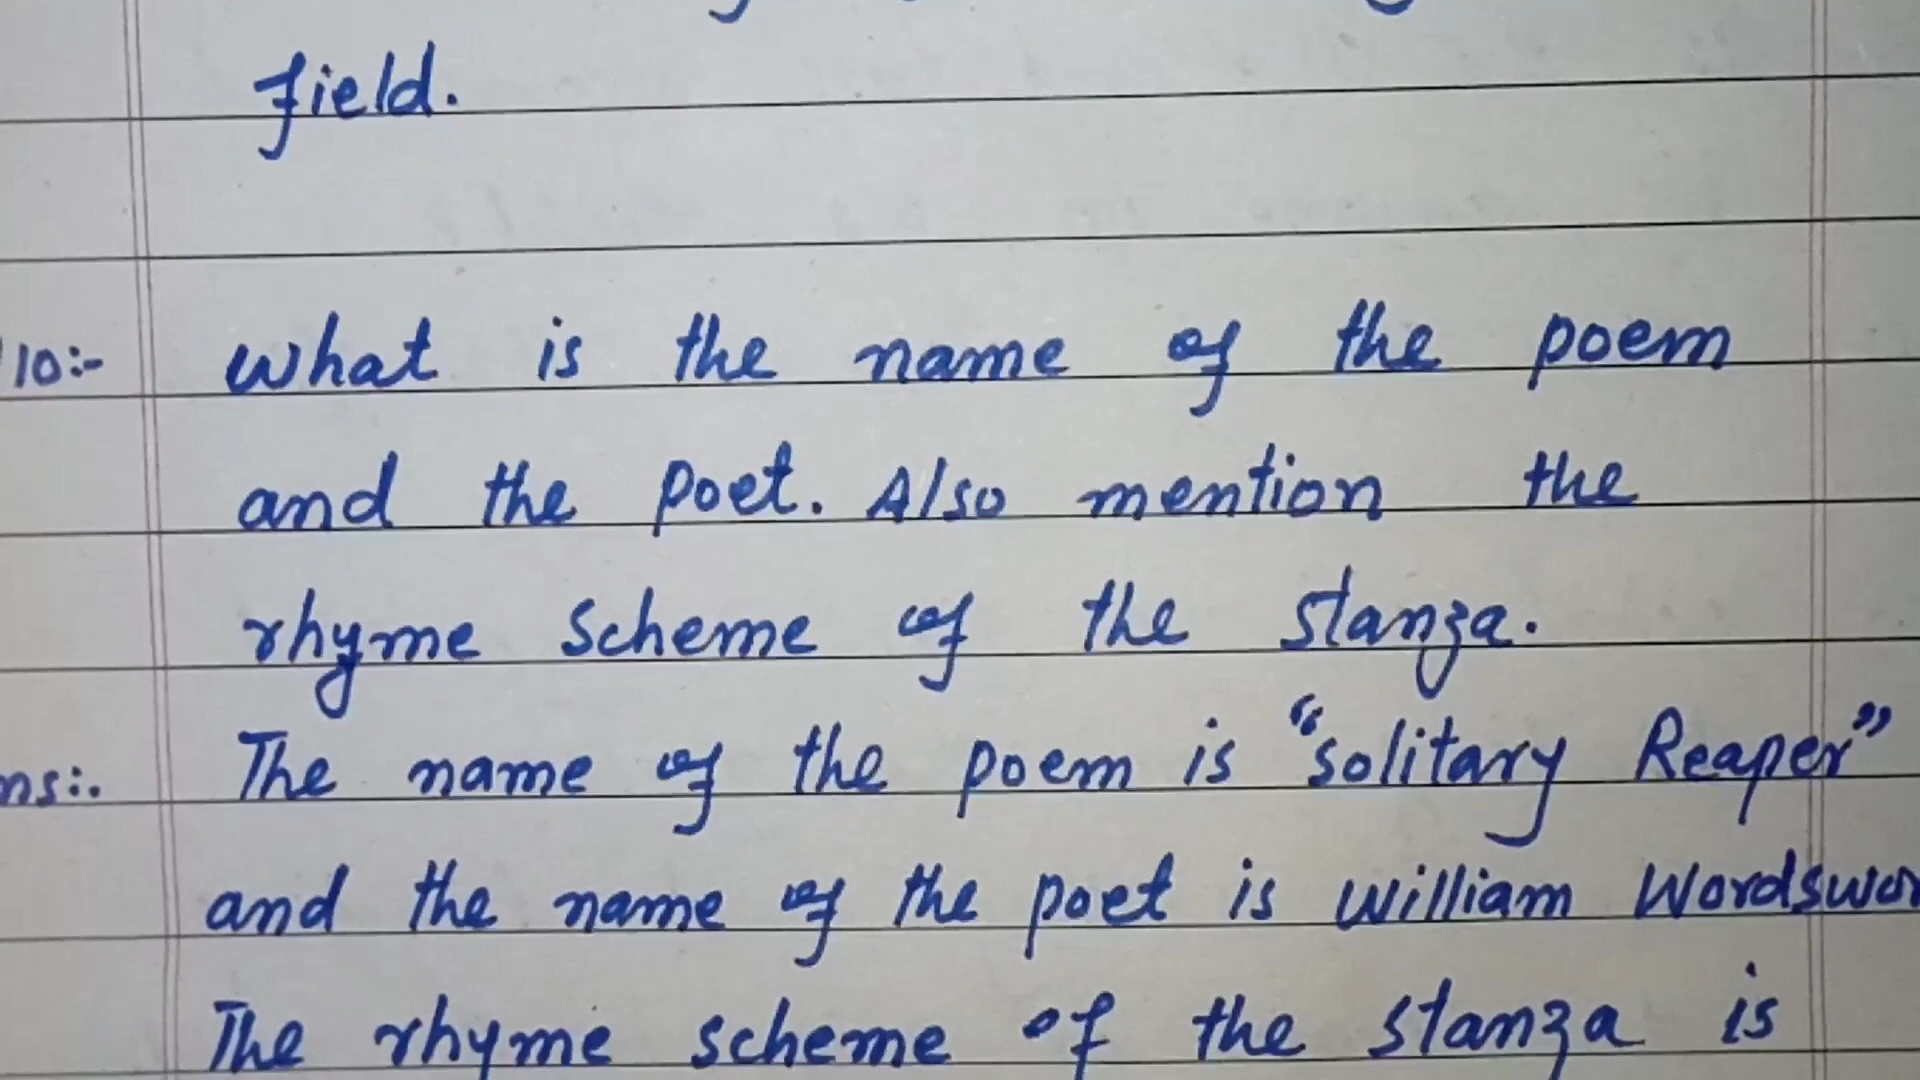 field.
10:- What is the name of the poem
and the poet. Also mention the
rhyme scheme of the stanza.
ns:. The name of the poem is "solitary Reaper"
and the name of the poet is william Wordswor
The rhyme scheme of the stanza is